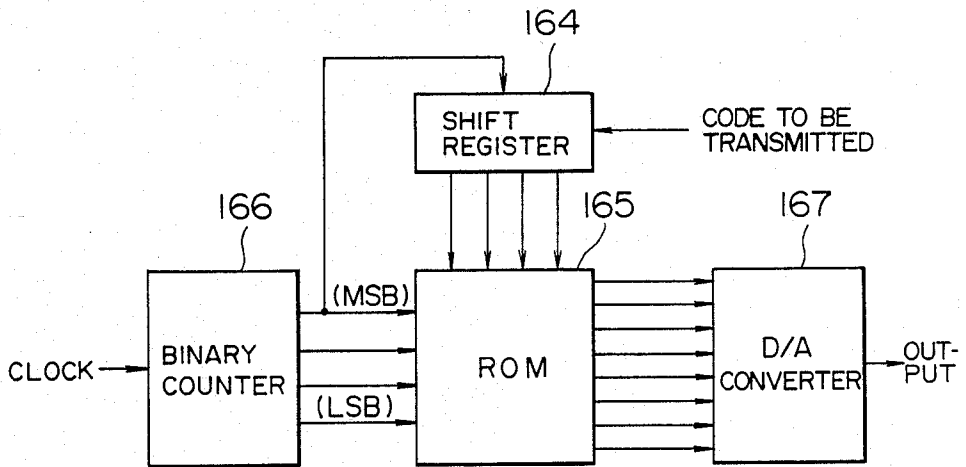 164
SHIFT
REGISTER
CODE TO BE
TRANSMITTED
166
165
167
(MSB)
CLOCK
BINARY
COUNTER
(LSB)
ROM
D/A
CONVERTER
OUT-
PUT